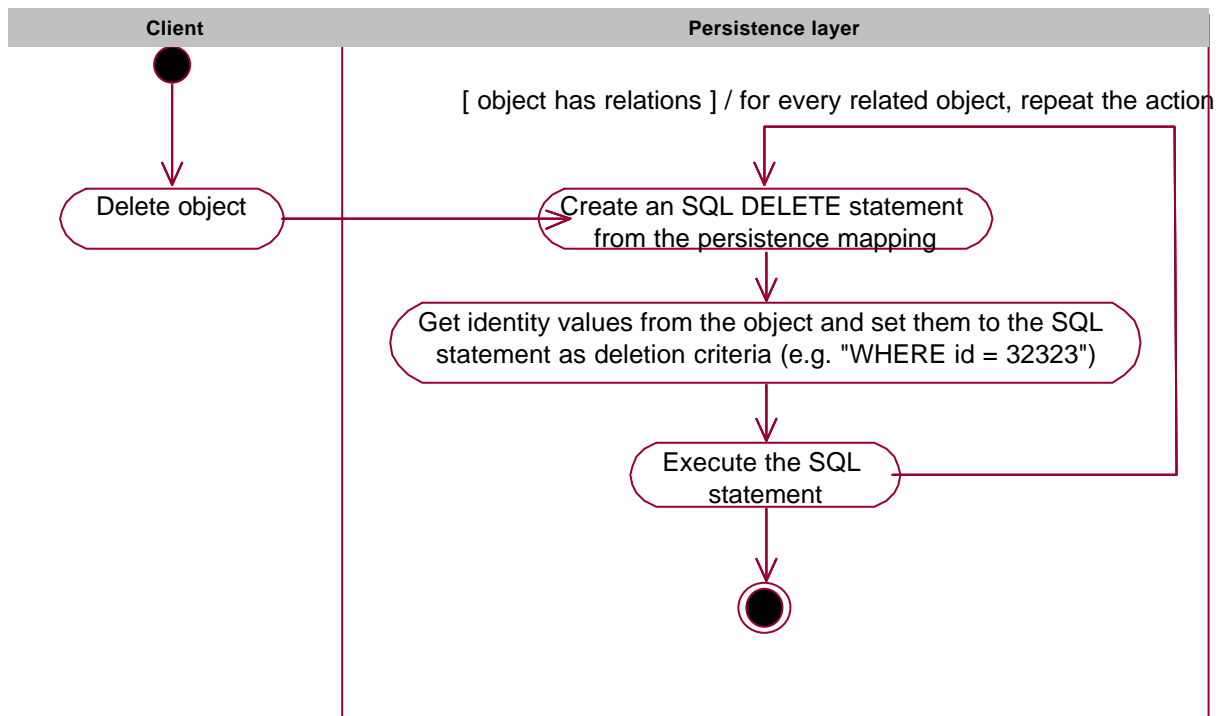 Client
Persistence layer
[ object has relations ] / for every related object, repeat the action
Delete object
Create an SQL DELETE statement
from the persistence mapping
Get identity values from the object and set them to the SQL
statement as deletion criteria (e.g. "WHERE id = 32323")
Execute the SQL
statement